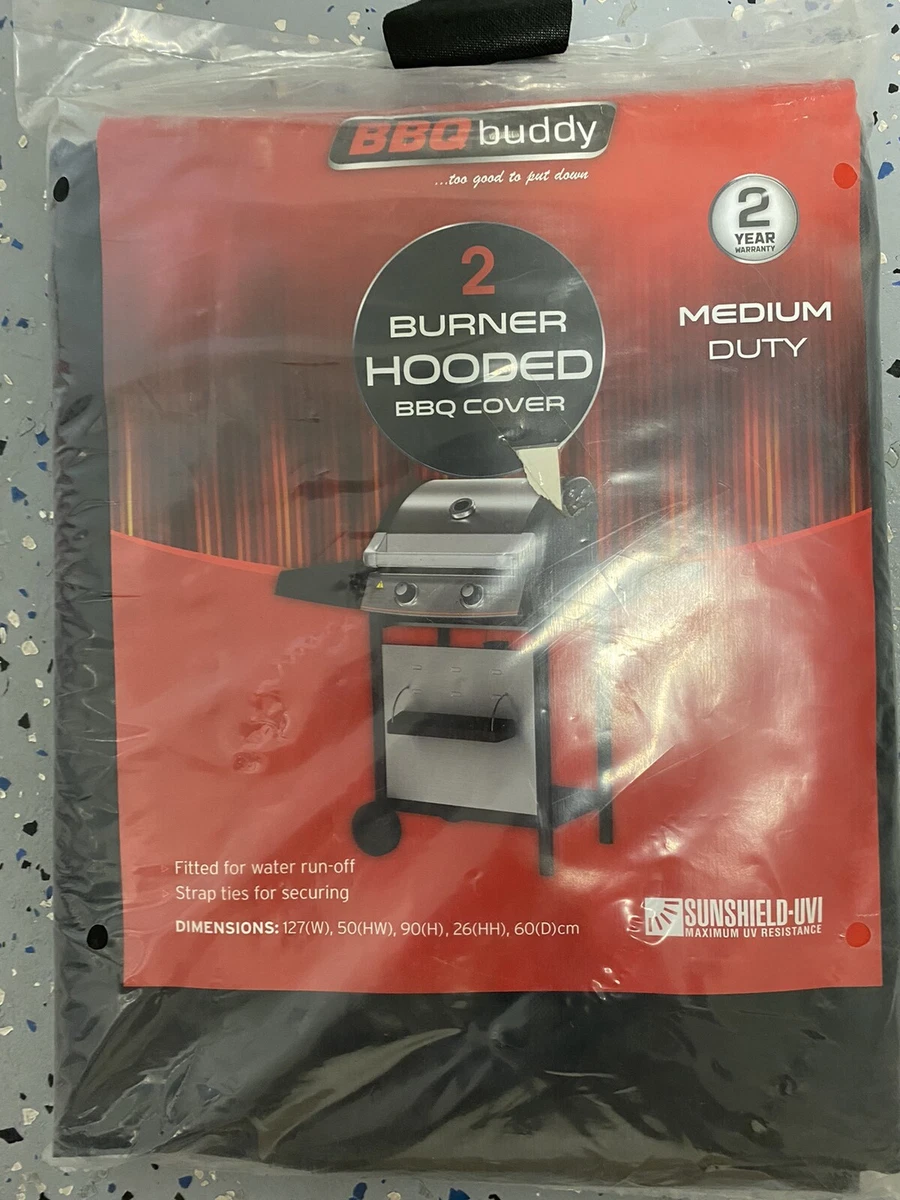 BBQ buddy
...too good to put down
2
YEAR
WARRANTY
2
BURNER
HOODED
BBQ COVER
MEDIUM
DUTY
Fitted for water run-off
Strap ties for securing
DIMENSIONS: 127(W), 50(HW), 90(H), 26(HH), 60(D)cm
SUNSHIELD-UVI
MAXIMUM UV RESISTANCE